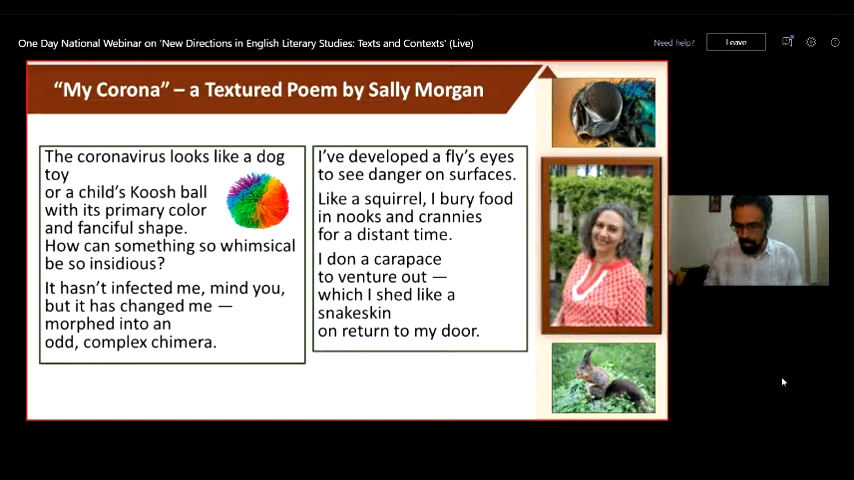 One Day National Webinar on 'New Directions in English Literary Studies: Texts and Contexts' (Live)
Need help?
Leave
“My Corona” – a Textured Poem by Sally Morgan
The coronavirus looks like a dog
toy
or a child’s Koosh ball
with its primary color
and fanciful shape.
How can something so whimsical
be so insidious?
It hasn’t infected me, mind you,
but it has changed me —
morphed into an
odd, complex chimera.
I’ve developed a fly’s eyes
to see danger on surfaces.
Like a squirrel, I bury food
in nooks and crannies
for a distant time.
I don a carapace
to venture out —
which I shed like a
snakeskin
on return to my door.